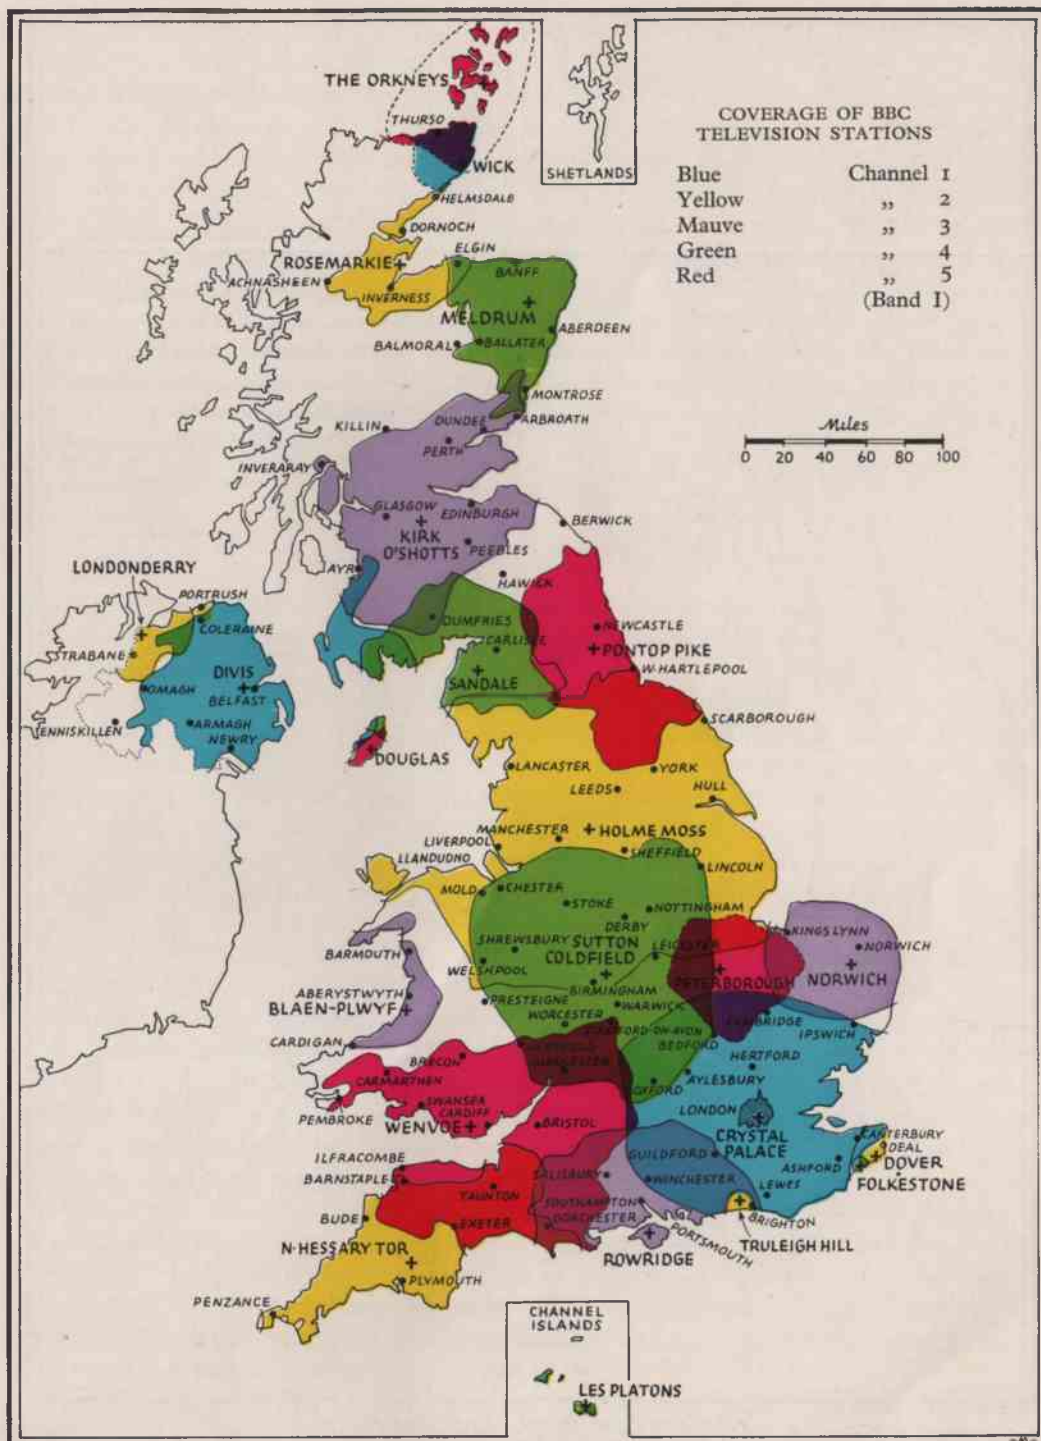 THE ORKNEYS
THURSO
WICK
HELMSDALE
SHETLANDS
COVERAGE OF BBC
TELEVISION STATIONS
Blue Channel 1
Yellow „ 2
Mauve „ 3
Green „ 4
Red „ 5
(Band I)
DORNOCH
ROSEMARKIE
ELGIN
BANFF
ACHNASHEEN
INVERNESS
MELDRUM
ABERDEEN
BALMORAL
BALLATER
MONTROSE
ARBROATH
KILLIN
DUNDEE
PERTH
Miles
0 20 40 60 80 100
INVERARAY
GLASGOW
EDINBURGH
BERWICK
KIRK
O'SHOTTS
PEEBLES
AYR
HAWICK
LONDONDERRY
PORTRUSH
COLERAINE
DUMFRIES
NEWCASTLE
STRABANE
CARLISLE
PONTOP PIKE
W·HARTLEPOOL
DIVIS
OMAGH
BELFAST
SANDALE
ENNISKILLEN
ARMAGH
NEWRY
SCARBOROUGH
DOUGLAS
LANCASTER
YORK
LEEDS
HULL
MANCHESTER
HOLME MOSS
LIVERPOOL
SHEFFIELD
LLANDUDNO
LINCOLN
MOLD
CHESTER
STOKE
NOTTINGHAM
DERBY
KINGS LYNN
SHREWSBURY
SUTTON
COLDFIELD
LEICESTER
NORWICH
BARMOUTH
WELSHPOOL
PETERBOROUGH
NORWICH
BIRMINGHAM
ABERYSTWYTH
PRESTEIGNE
WARWICK
BLAEN-PLWYF
WORCESTER
CAMBRIDGE
IPSWICH
STRATFORD-ON-AVON
BEDFORD
CARDIGAN
BRECON
HERTFORD
CARMARTHEN
OXFORD
AYLESBURY
SWANSEA
LONDON
PEMBROKE
CARDIFF
WENVOE
BRISTOL
CRYSTAL
PALACE
CANTERBURY
DEAL
GUILDFORD
ASHFORD
DOVER
FOLKESTONE
ILFRACOMBE
BARNSTAPLE
SALISBURY
WINCHESTER
LEWES
TAUNTON
SOUTHAMPTON
BUDE
EXETER
DORCHESTER
BRIGHTON
PORTSMOUTH
TRULEIGH HILL
N·HESSARY TOR
ROWRIDGE
PLYMOUTH
PENZANCE
CHANNEL
ISLANDS
LES PLATONS